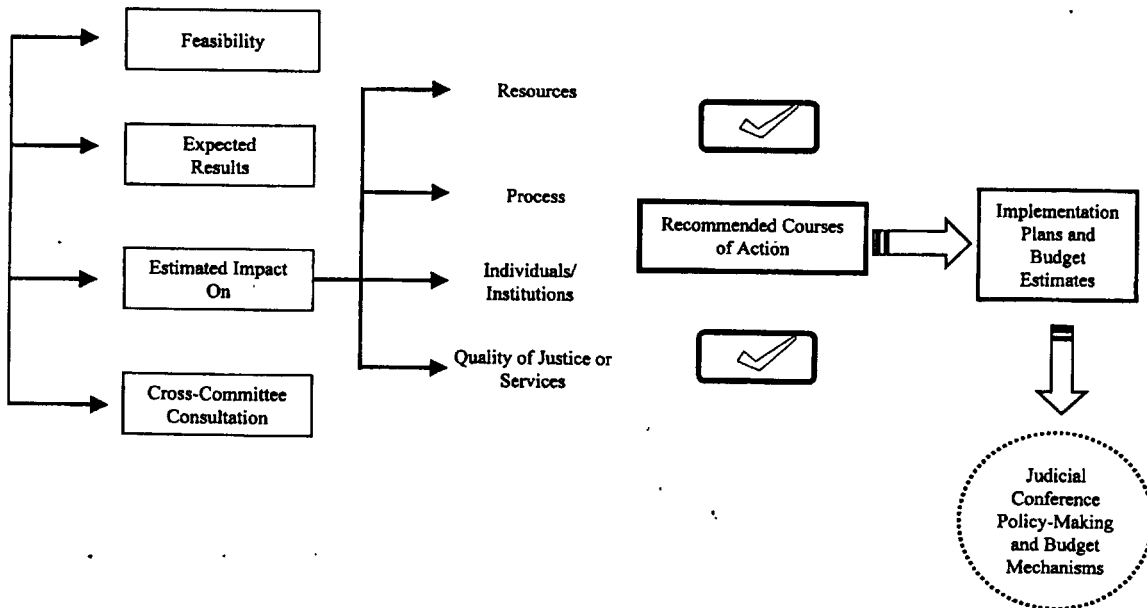 Feasibility
Expected
Results
Estimated Impact
On
Cross-Committee
Consultation
Resources
Process
Individuals/
Institutions
Quality of Justice or
Services
Recommended Courses
of Action
Implementation
Plans and
Budget
Estimates
Judicial
Conference
Policy-Making
and Budget
Mechanisms